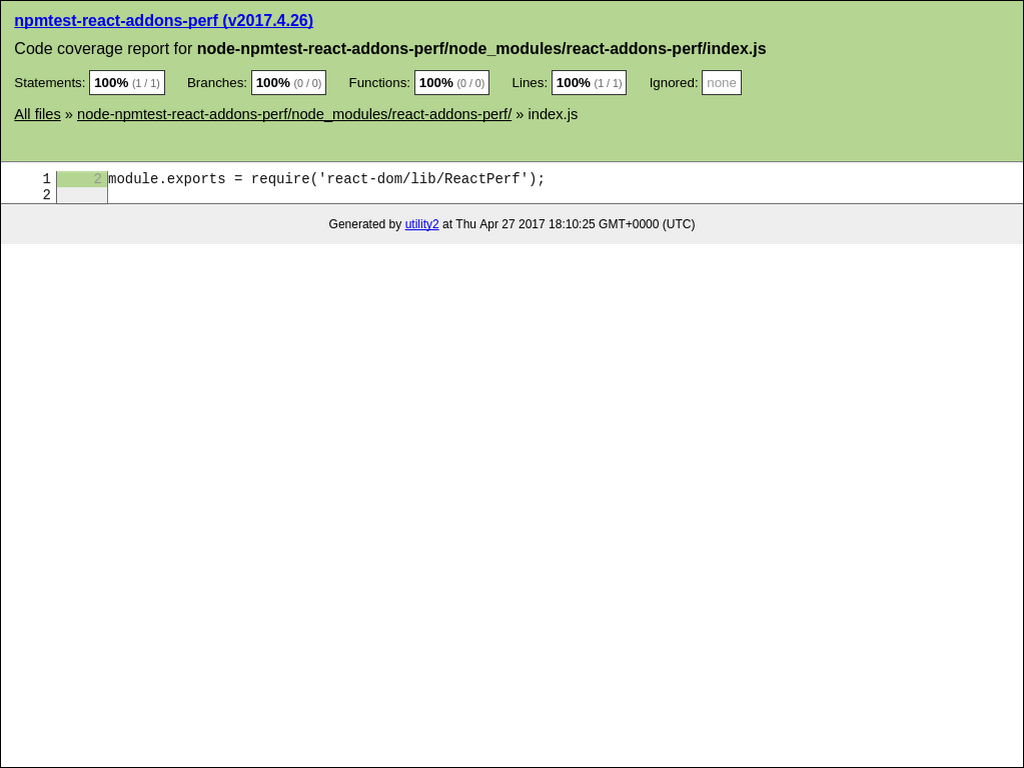 npmtest-react-addons-perf (v2017.4.26)
Code coverage report for node-npmtest-react-addons-perf/node_modules/react-addons-perf/index.js
Statements: 100% (1 / 1) Branches: 100% (0 / 0) Functions: 100% (0 / 0) Lines: 100% (1 / 1) Ignored: none
All files » node-npmtest-react-addons-perf/node_modules/react-addons-perf/ » index.js
1 2 module.exports = require('react-dom/lib/ReactPerf');
2
Generated by utility2 at Thu Apr 27 2017 18:10:25 GMT+0000 (UTC)